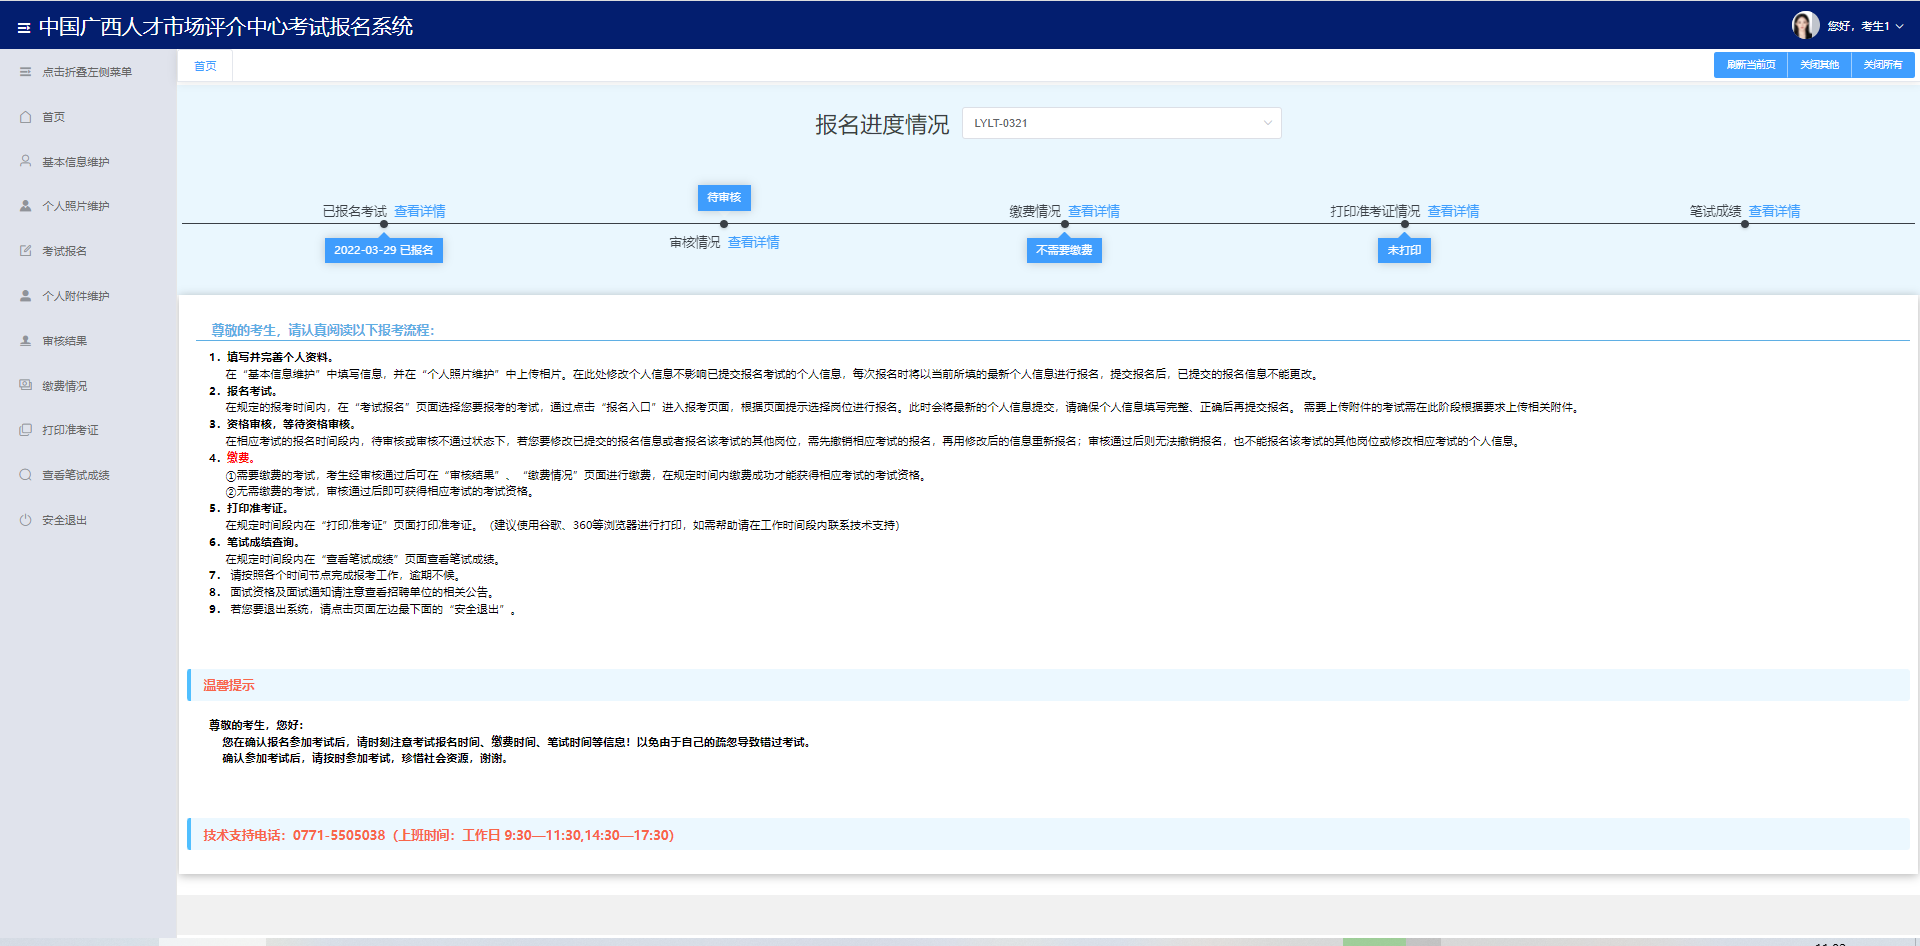 中国广西人才市场评介中心考试报名系统
您好，考生1
点击折叠左侧菜单
首页
基本信息维护
个人照片维护
考试报名
个人附件维护
审核结果
缴费情况
打印准考证
查看笔试成绩
安全退出
首页
刷新当前页 关闭其他 关闭所有
报名进度情况 LYLT-0321
已报名考试 查看详情
2022-03-29 已报名
待审核
审核情况 查看详情
缴费情况 查看详情
不需要缴费
打印准考证情况 查看详情
未打印
笔试成绩 查看详情
尊敬的考生，请认真阅读以下报考流程：
1. 填写并完善个人资料。
在“基本信息维护”中填写信息，并在“个人照片维护”中上传相片。在此处修改个人信息不影响已提交报名考试的个人信息，每次报名时将以当前所填的最新个人信息进行报名，提交报名后，已提交的报名信息不能更改。
2. 报名考试。
在规定的报考时间内，在“考试报名”页面选择您要报考的考试，通过点击“报名入口”进入报考页面，根据页面提示选择岗位进行报名。此时会将最新的个人信息提交，请确保个人信息填写完整、正确后再提交报名。 需要上传附件的考试需在此阶段根据要求上传相关附件。
3. 资格审核，等待资格审核。
在相应考试的报名时间段内，待审核或审核不通过状态下，若您要修改已提交的报名信息或者报名该考试的其他岗位，需先撤销相应考试的报名，再用修改后的信息重新报名；审核通过后则无法撤销报名，也不能报名该考试的其他岗位或修改相应考试的个人信息。
4. 缴费。
①需要缴费的考试，考生经审核通过后可在“审核结果”、“缴费情况”页面进行缴费，在规定时间内缴费成功才能获得相应考试的考试资格。
②无需缴费的考试，审核通过后即可获得相应考试的考试资格。
5. 打印准考证。
在规定时间段内在“打印准考证”页面打印准考证。（建议使用谷歌、360等浏览器进行打印，如需帮助请在工作时间段内联系技术支持）
6. 笔试成绩查询。
在规定时间段内在“查看笔试成绩”页面查看笔试成绩。
7. 请按照各个时间节点完成报考工作，逾期不候。
8. 面试资格及面试通知请注意查看招聘单位的相关公告。
9. 若您要退出系统，请点击页面左边最下面的“安全退出”。
温馨提示
尊敬的考生，您好：
您在确认报名参加考试后，请时刻注意考试报名时间、缴费时间、笔试时间等信息！以免由于自己的疏忽导致错过考试。
确认参加考试后，请按时参加考试，珍惜社会资源，谢谢。
技术支持电话：0771-5505038（上班时间：工作日 9:30—11:30,14:30—17:30）